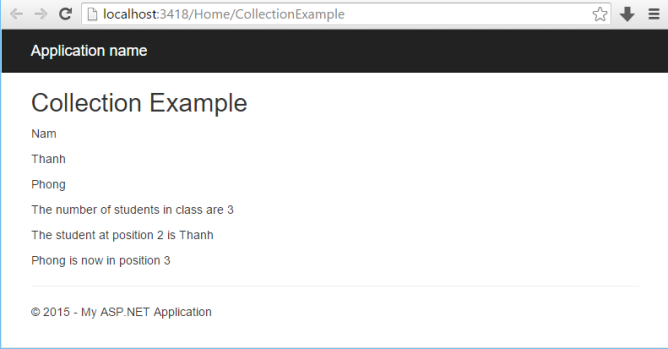 localhost:3418/Home/CollectionExample
Application name
Collection Example
Nam
Thanh
Phong
The number of students in class are 3
The student at position 2 is Thanh
Phong is now in position 3
© 2015 - My ASP.NET Application